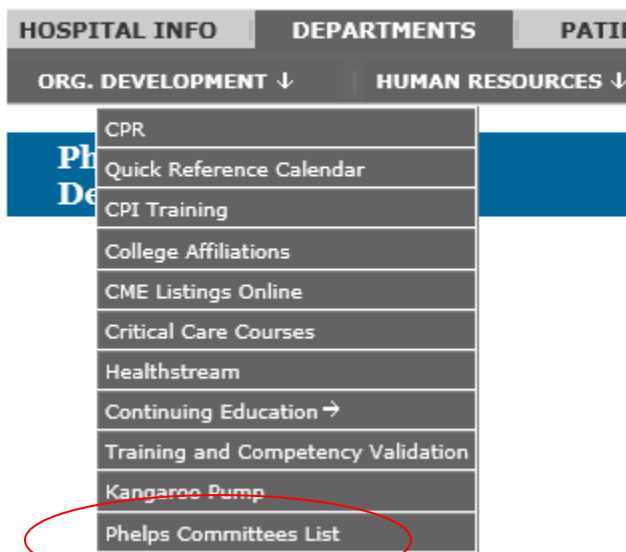 HOSPITAL INFO DEPARTMENTS
ORG. DEVELOPMENT ↓ HUMAN RESOURCES ↓
CPR
Quick Reference Calendar
CPI Training
College Affiliations
CME Listings Online
Critical Care Courses
Healthstream
Continuing Education →
Training and Competency Validation
Kangaroo Pump
Phelps Committees List